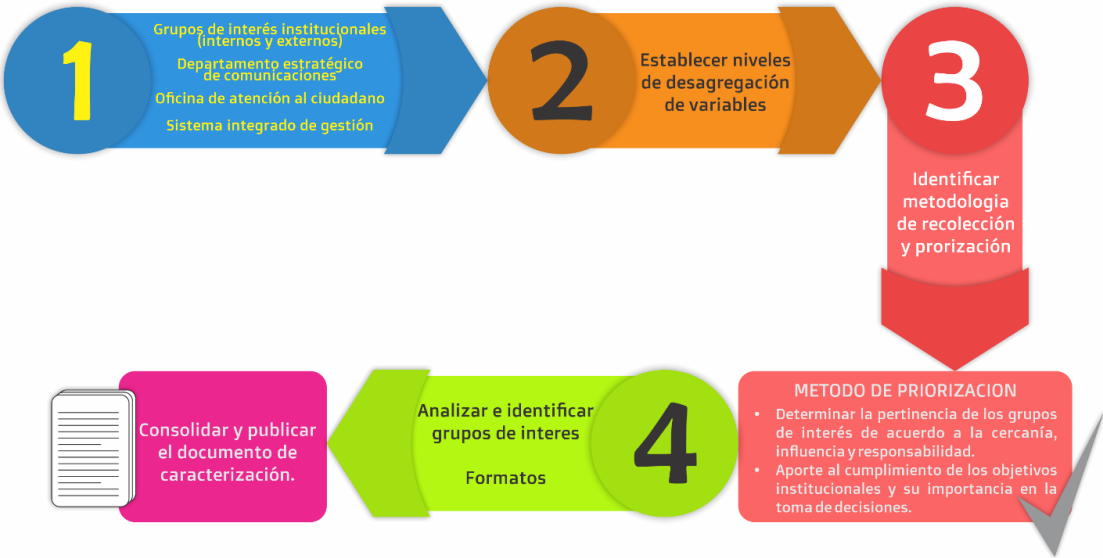 1
Grupos de interés institucionales
(internos y externos)
Departamento estratégico
de comunicaciones
Oficina de atención al ciudadano
Sistema integrado de gestión
2
Establecer niveles
de desagregación
de variables
3
Identificar
metodologia
de recolección
y prorización
METODO DE PRIORIZACION
• Determinar la pertinencia de los grupos
de interés de acuerdo a la cercanía,
influencia y responsabilidad.
• Aporte al cumplimiento de los objetivos
institucionales y su importancia en la
toma de decisiones.
4
Analizar e identificar
grupos de interes
Formatos
Consolidar y publicar
el documento de
caracterización.